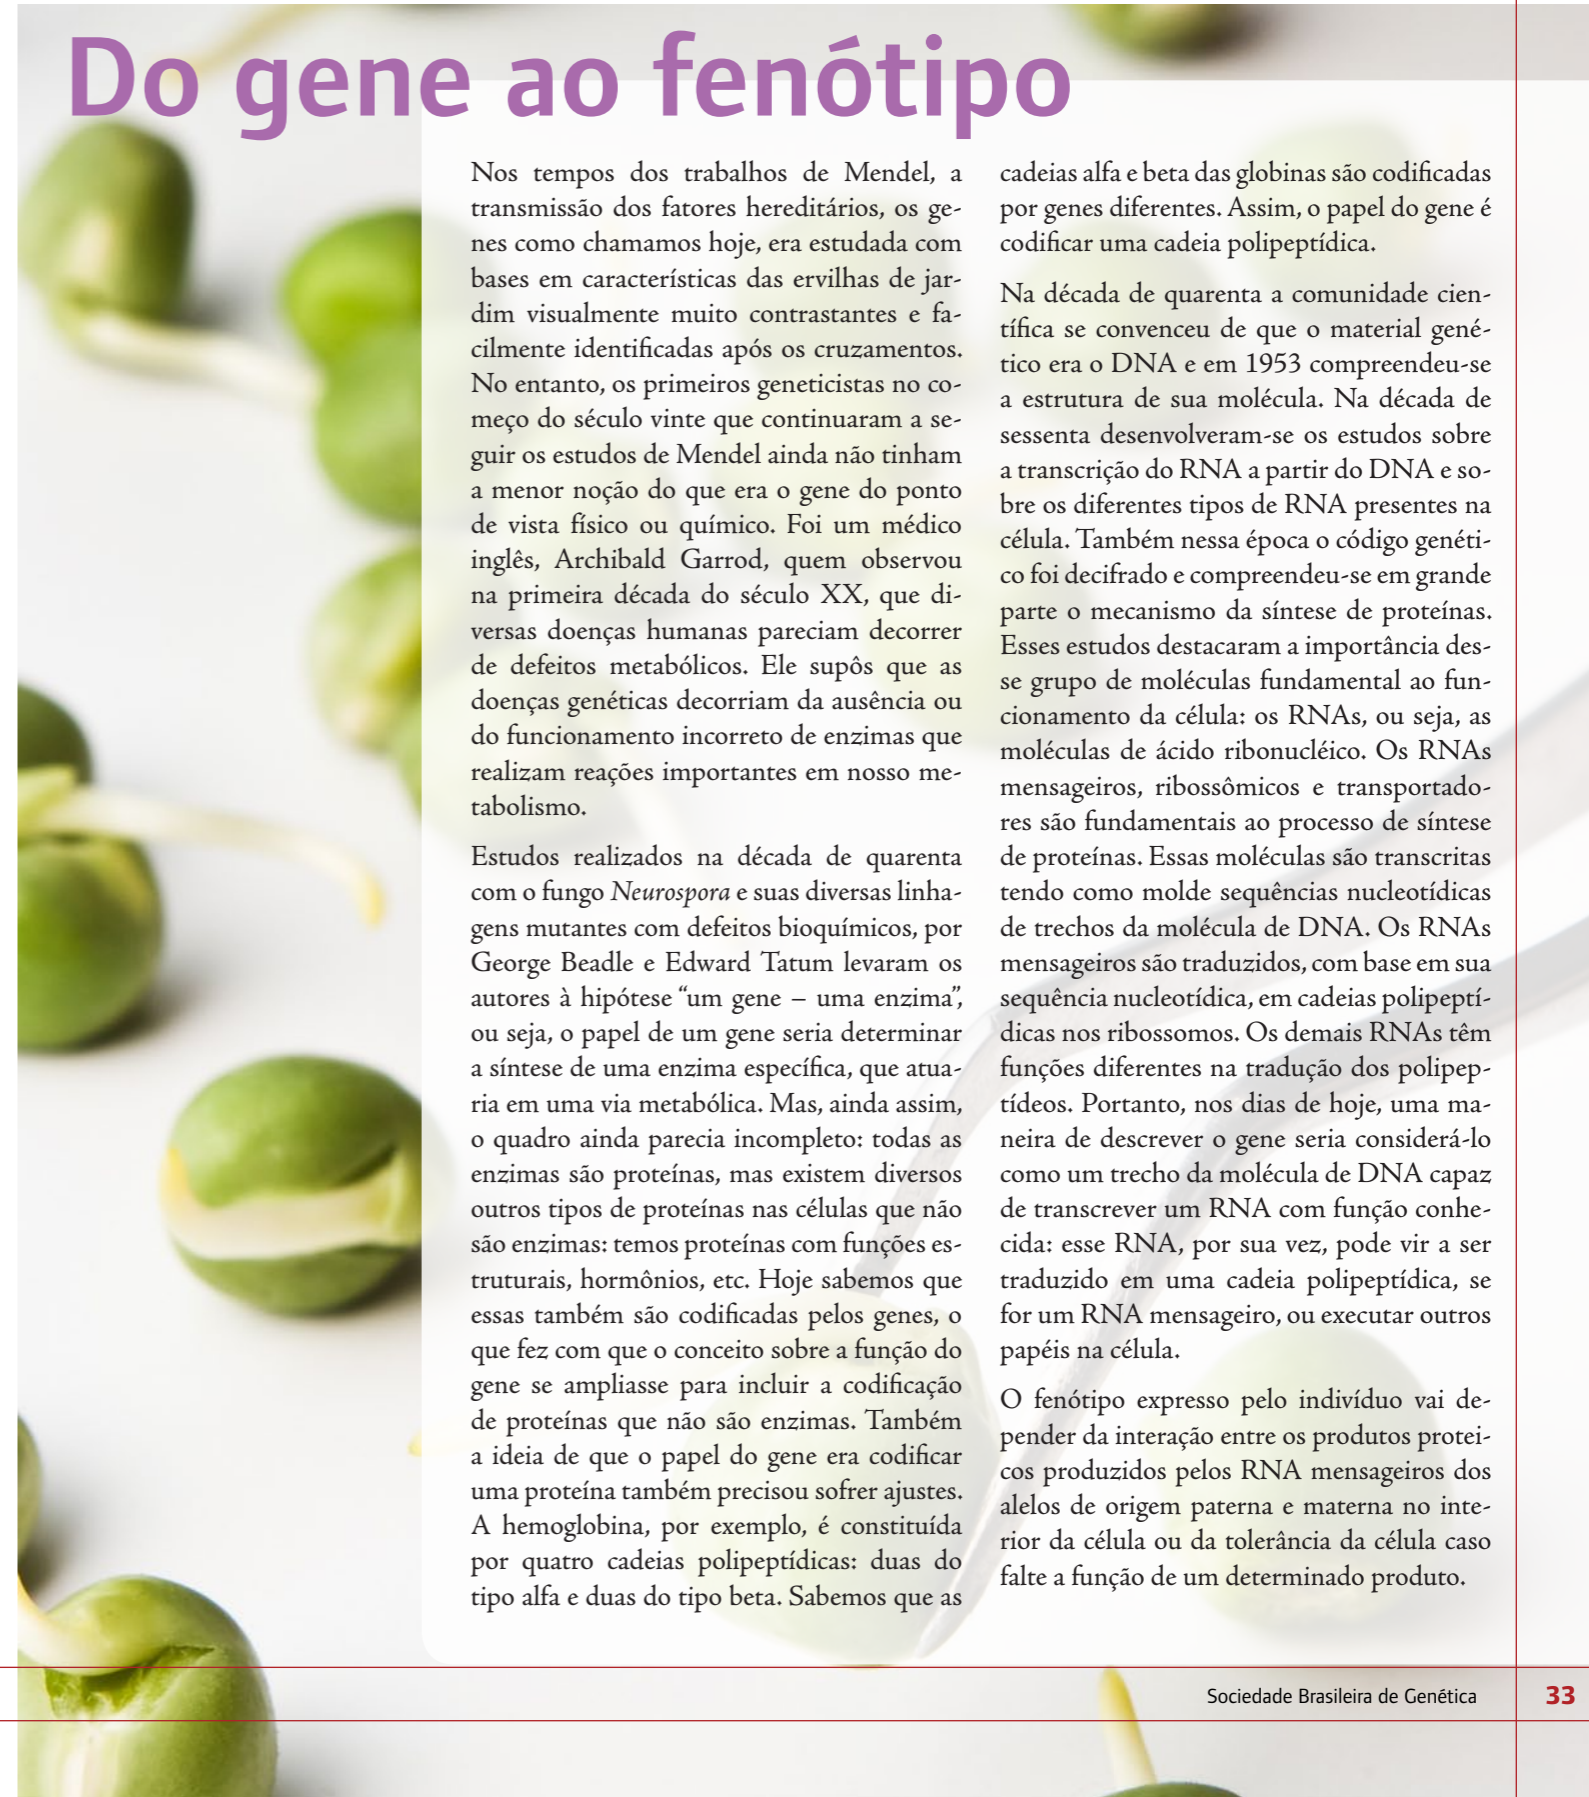 Do gene ao fenótipo
Nos tempos dos trabalhos de Mendel, a
transmissão dos fatores hereditários, os ge-
nes como chamamos hoje, era estudada com
bases em características das ervilhas de jar-
dim visualmente muito contrastantes e fa-
cilmente identificadas após os cruzamentos.
No entanto, os primeiros geneticistas no co-
meço do século vinte que continuaram a se-
guir os estudos de Mendel ainda não tinham
a menor noção do que era o gene do ponto
de vista físico ou químico. Foi um médico
inglês, Archibald Garrod, quem observou
na primeira década do século XX, que di-
versas doenças humanas pareciam decorrer
de defeitos metabólicos. Ele supôs que as
doenças genéticas decorriam da ausência ou
do funcionamento incorreto de enzimas que
realizam reações importantes em nosso me-
tabolismo.
Estudos realizados na década de quarenta
com o fungo Neurospora e suas diversas linha-
gens mutantes com defeitos bioquímicos, por
George Beadle e Edward Tatum levaram os
autores à hipótese “um gene – uma enzima”,
ou seja, o papel de um gene seria determinar
a síntese de uma enzima específica, que atua-
ria em uma via metabólica. Mas, ainda assim,
o quadro ainda parecia incompleto: todas as
enzimas são proteínas, mas existem diversos
outros tipos de proteínas nas células que não
são enzimas: temos proteínas com funções es-
truturais, hormônios, etc. Hoje sabemos que
essas também são codificadas pelos genes, o
que fez com que o conceito sobre a função do
gene se ampliasse para incluir a codificação
de proteínas que não são enzimas. Também
a ideia de que o papel do gene era codificar
uma proteína também precisou sofrer ajustes.
A hemoglobina, por exemplo, é constituída
por quatro cadeias polipeptídicas: duas do
tipo alfa e duas do tipo beta. Sabemos que as
cadeias alfa e beta das globinas são codificadas
por genes diferentes. Assim, o papel do gene é
codificar uma cadeia polipeptídica.
Na década de quarenta a comunidade cien-
tífica se convenceu de que o material gené-
tico era o DNA e em 1953 compreendeu-se
a estrutura de sua molécula. Na década de
sessenta desenvolveram-se os estudos sobre
a transcrição do RNA a partir do DNA e so-
bre os diferentes tipos de RNA presentes na
célula. Também nessa época o código genéti-
co foi decifrado e compreendeu-se em grande
parte o mecanismo da síntese de proteínas.
Esses estudos destacaram a importância des-
se grupo de moléculas fundamental ao fun-
cionamento da célula: os RNAs, ou seja, as
moléculas de ácido ribonucléico. Os RNAs
mensageiros, ribossômicos e transportado-
res são fundamentais ao processo de síntese
de proteínas. Essas moléculas são transcritas
tendo como molde sequências nucleotídicas
de trechos da molécula de DNA. Os RNAs
mensageiros são traduzidos, com base em sua
sequência nucleotídica, em cadeias polipeptí-
dicas nos ribossomos. Os demais RNAs têm
funções diferentes na tradução dos polipep-
tídeos. Portanto, nos dias de hoje, uma ma-
neira de descrever o gene seria considerá-lo
como um trecho da molécula de DNA capaz
de transcrever um RNA com função conhe-
cida: esse RNA, por sua vez, pode vir a ser
traduzido em uma cadeia polipeptídica, se
for um RNA mensageiro, ou executar outros
papéis na célula.
O fenótipo expresso pelo indivíduo vai de-
pender da interação entre os produtos protei-
cos produzidos pelos RNA mensageiros dos
alelos de origem paterna e materna no inte-
rior da célula ou da tolerância da célula caso
falte a função de um determinado produto.
Sociedade Brasileira de Genética 33